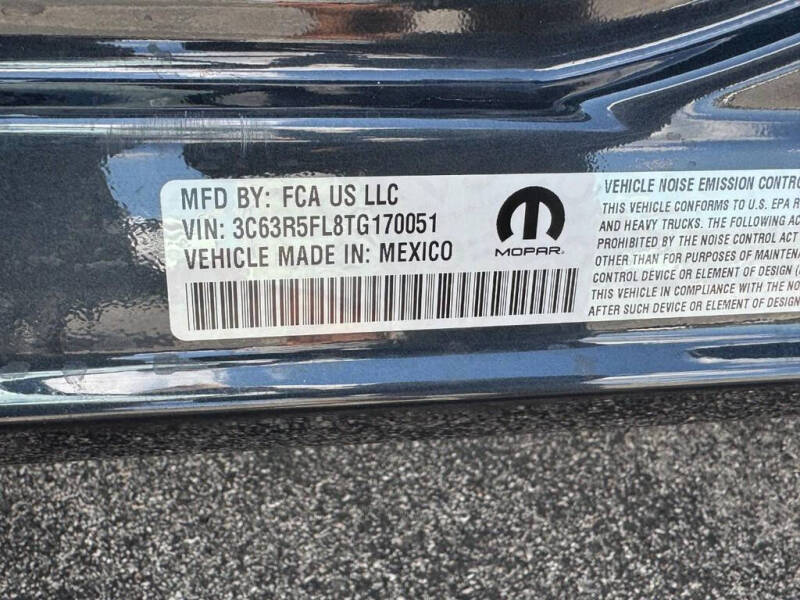 MFD BY: FCA US LLC
VIN: 3C63R5FL8TG170051
VEHICLE MADE IN: MEXICO
MOPAR
VEHICLE NOISE EMISSION CONTRO
THIS VEHICLE CONFORMS TO U.S. EPA R
AND HEAVY TRUCKS. THE FOLLOWING AC
PROHIBITED BY THE NOISE CONTROL ACT
OTHER THAN FOR PURPOSES OF MAINTENA
CONTROL DEVICE OR ELEMENT OF DESIGN (
THIS VEHICLE IN COMPLIANCE WITH THE NO
AFTER SUCH DEVICE OR ELEMENT OF DESIGN